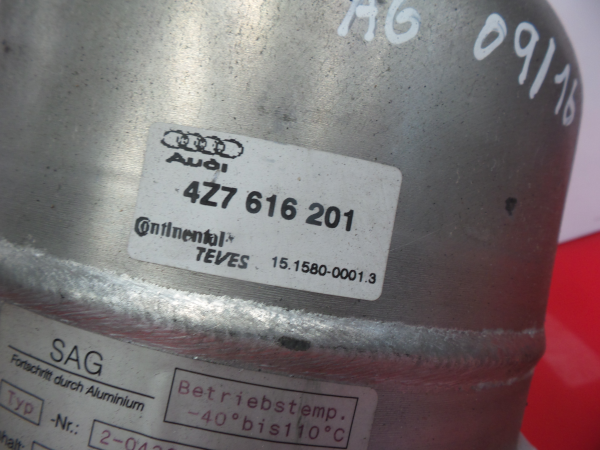 AG 09/16
AUDI
4Z7 616 201
Continental
TEVES 15.1580-0001.3
SAG
Fortschritt durch Aluminium
Betriebstemp.
-40°bis110°C
Typ -Nr.: